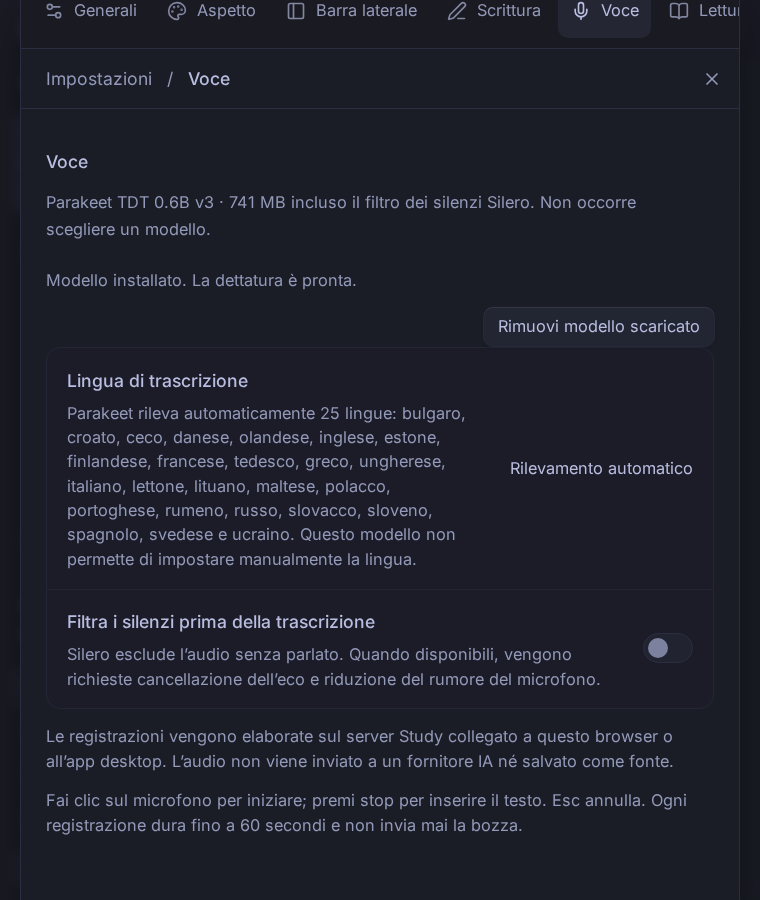 Generali
Aspetto
Barra laterale
Scrittura
Voce
Impostazioni / Voce
Voce
Parakeet TDT 0.6B v3 · 741 MB incluso il filtro dei silenzi Silero. Non occorre
scegliere un modello.
Modello installato. La dettatura è pronta.
Rimuovi modello scaricato
Lingua di trascrizione
Parakeet rileva automaticamente 25 lingue: bulgaro,
croato, ceco, danese, olandese, inglese, estone,
finlandese, francese, tedesco, greco, ungherese,
italiano, lettone, lituano, maltese, polacco,
portoghese, rumeno, russo, slovacco, sloveno,
spagnolo, svedese e ucraino. Questo modello non
permette di impostare manualmente la lingua.
Rilevamento automatico
Filtra i silenzi prima della trascrizione
Silero esclude l’audio senza parlato. Quando disponibili, vengono
richieste cancellazione dell’eco e riduzione del rumore del microfono.
Le registrazioni vengono elaborate sul server Study collegato a questo browser o
all’app desktop. L’audio non viene inviato a un fornitore IA né salvato come fonte.
Fai clic sul microfono per iniziare; premi stop per inserire il testo. Esc annulla. Ogni
registrazione dura fino a 60 secondi e non invia mai la bozza.